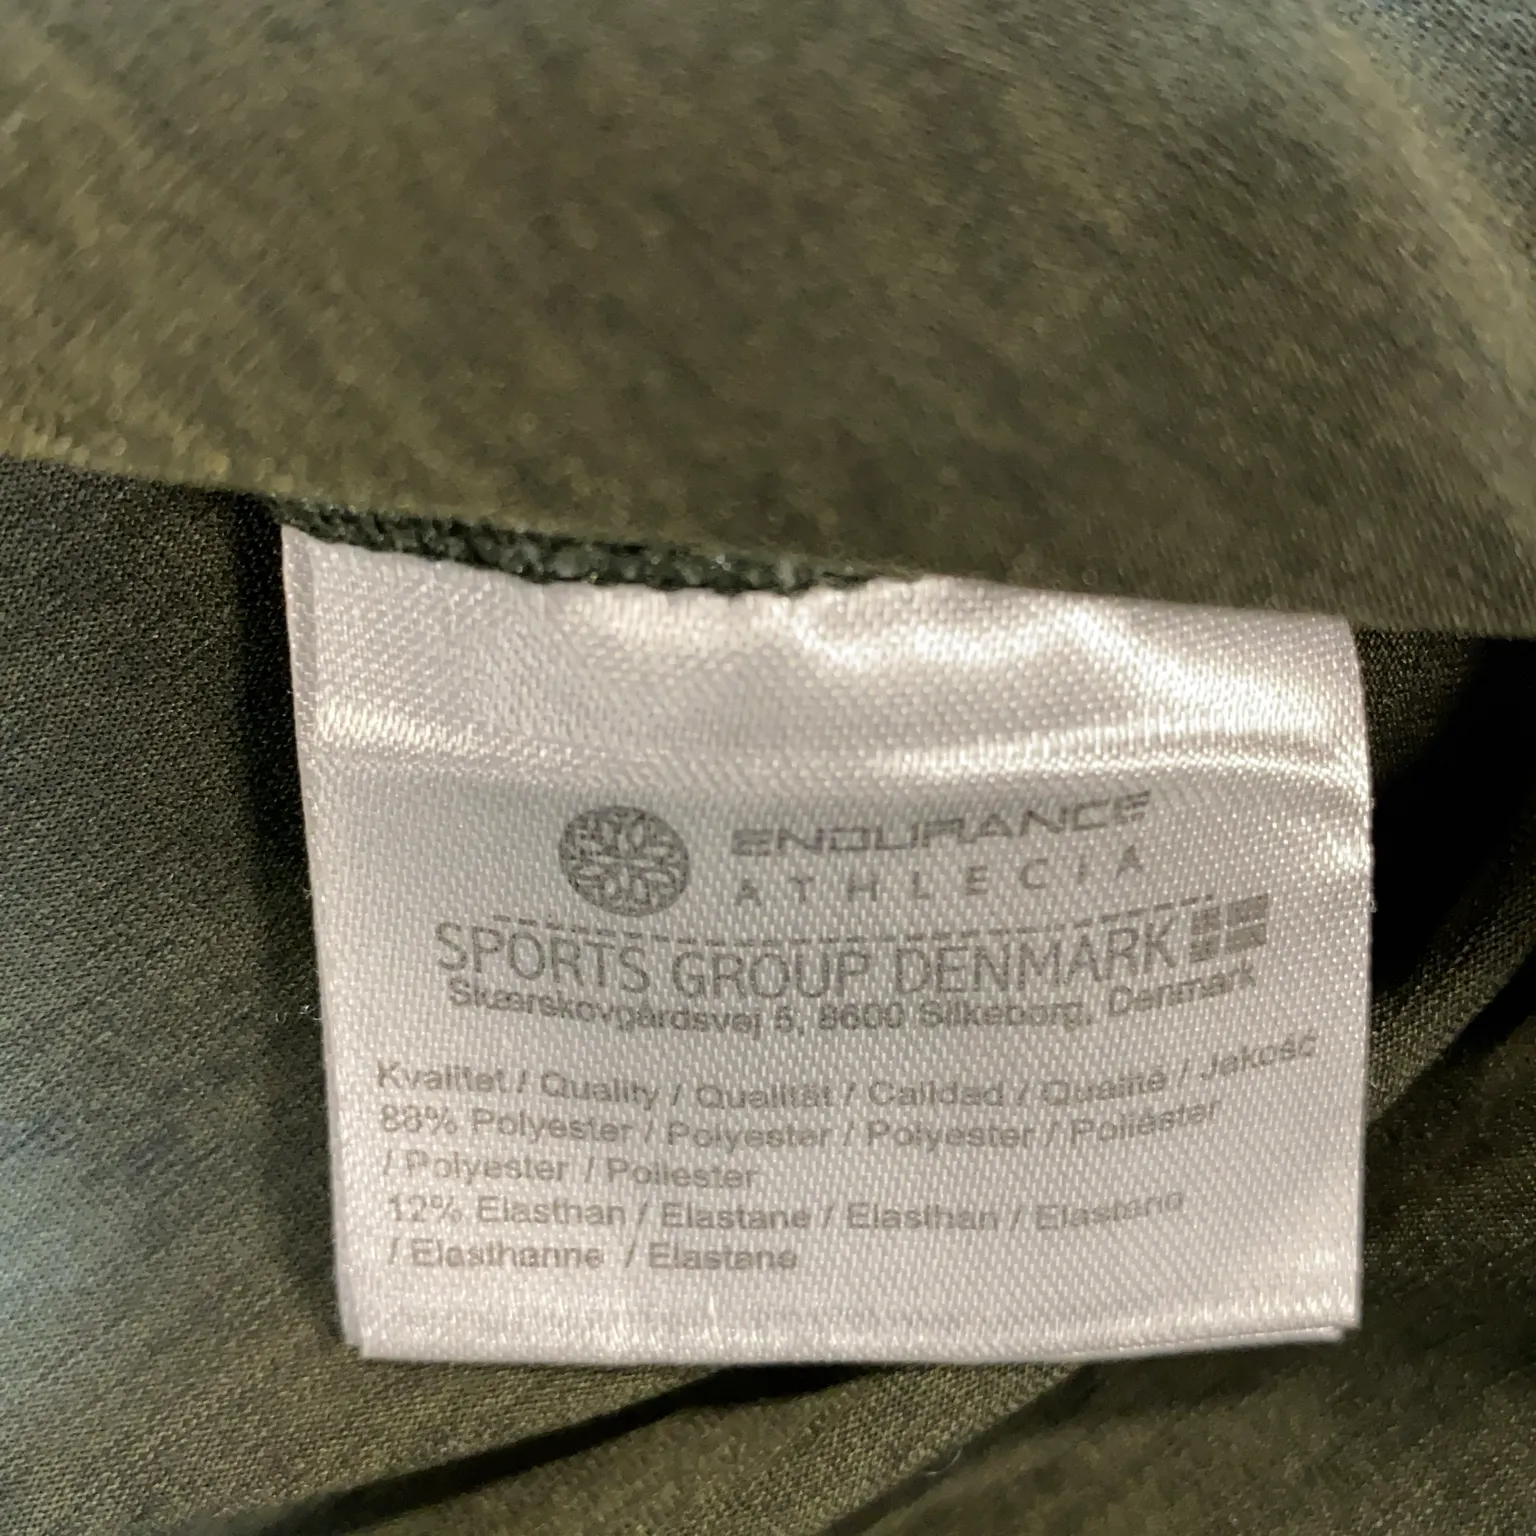 ENDURANCE
ATHLECIA
SPORTS GROUP DENMARK
Skærskovgårdsvej 5, 8600 Silkeborg, Denmark
Kvalitet / Quality / Qualität / Calidad / Qualité / Jakość
88% Polyester / Polyester / Polyester / Poliéster
/ Polyester / Poliester
12% Elasthan / Elastane / Elasthan / Elastano
/ Elasthanne / Elastane